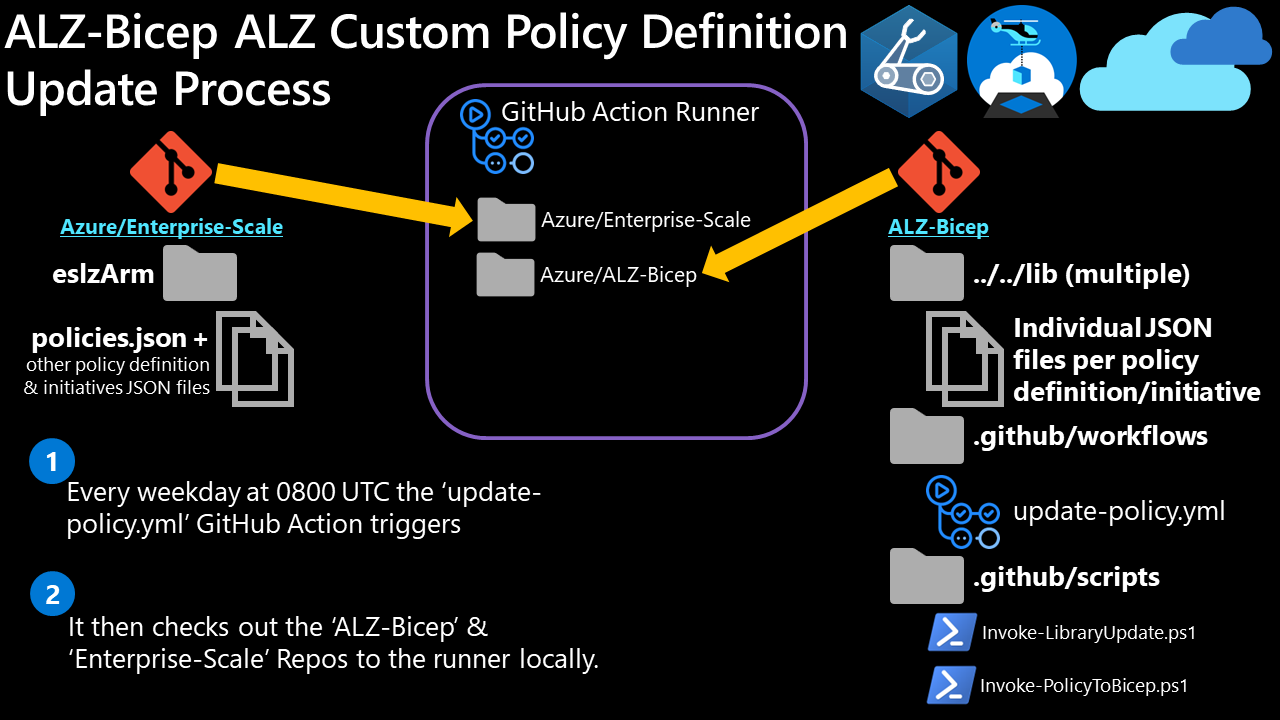 ALZ-Bicep ALZ Custom Policy Definition
Update Process
GitHub Action Runner
Azure/Enterprise-Scale
Azure/ALZ-Bicep
Azure/Enterprise-Scale
eslzArm
policies.json +
other policy definition
& initiatives JSON files
ALZ-Bicep
../../lib (multiple)
Individual JSON
files per policy
definition/initiative
.github/workflows
update-policy.yml
.github/scripts
Invoke-LibraryUpdate.ps1
Invoke-PolicyToBicep.ps1
1
Every weekday at 0800 UTC the ‘update-
policy.yml’ GitHub Action triggers
2
It then checks out the ‘ALZ-Bicep’ &
‘Enterprise-Scale’ Repos to the runner locally.